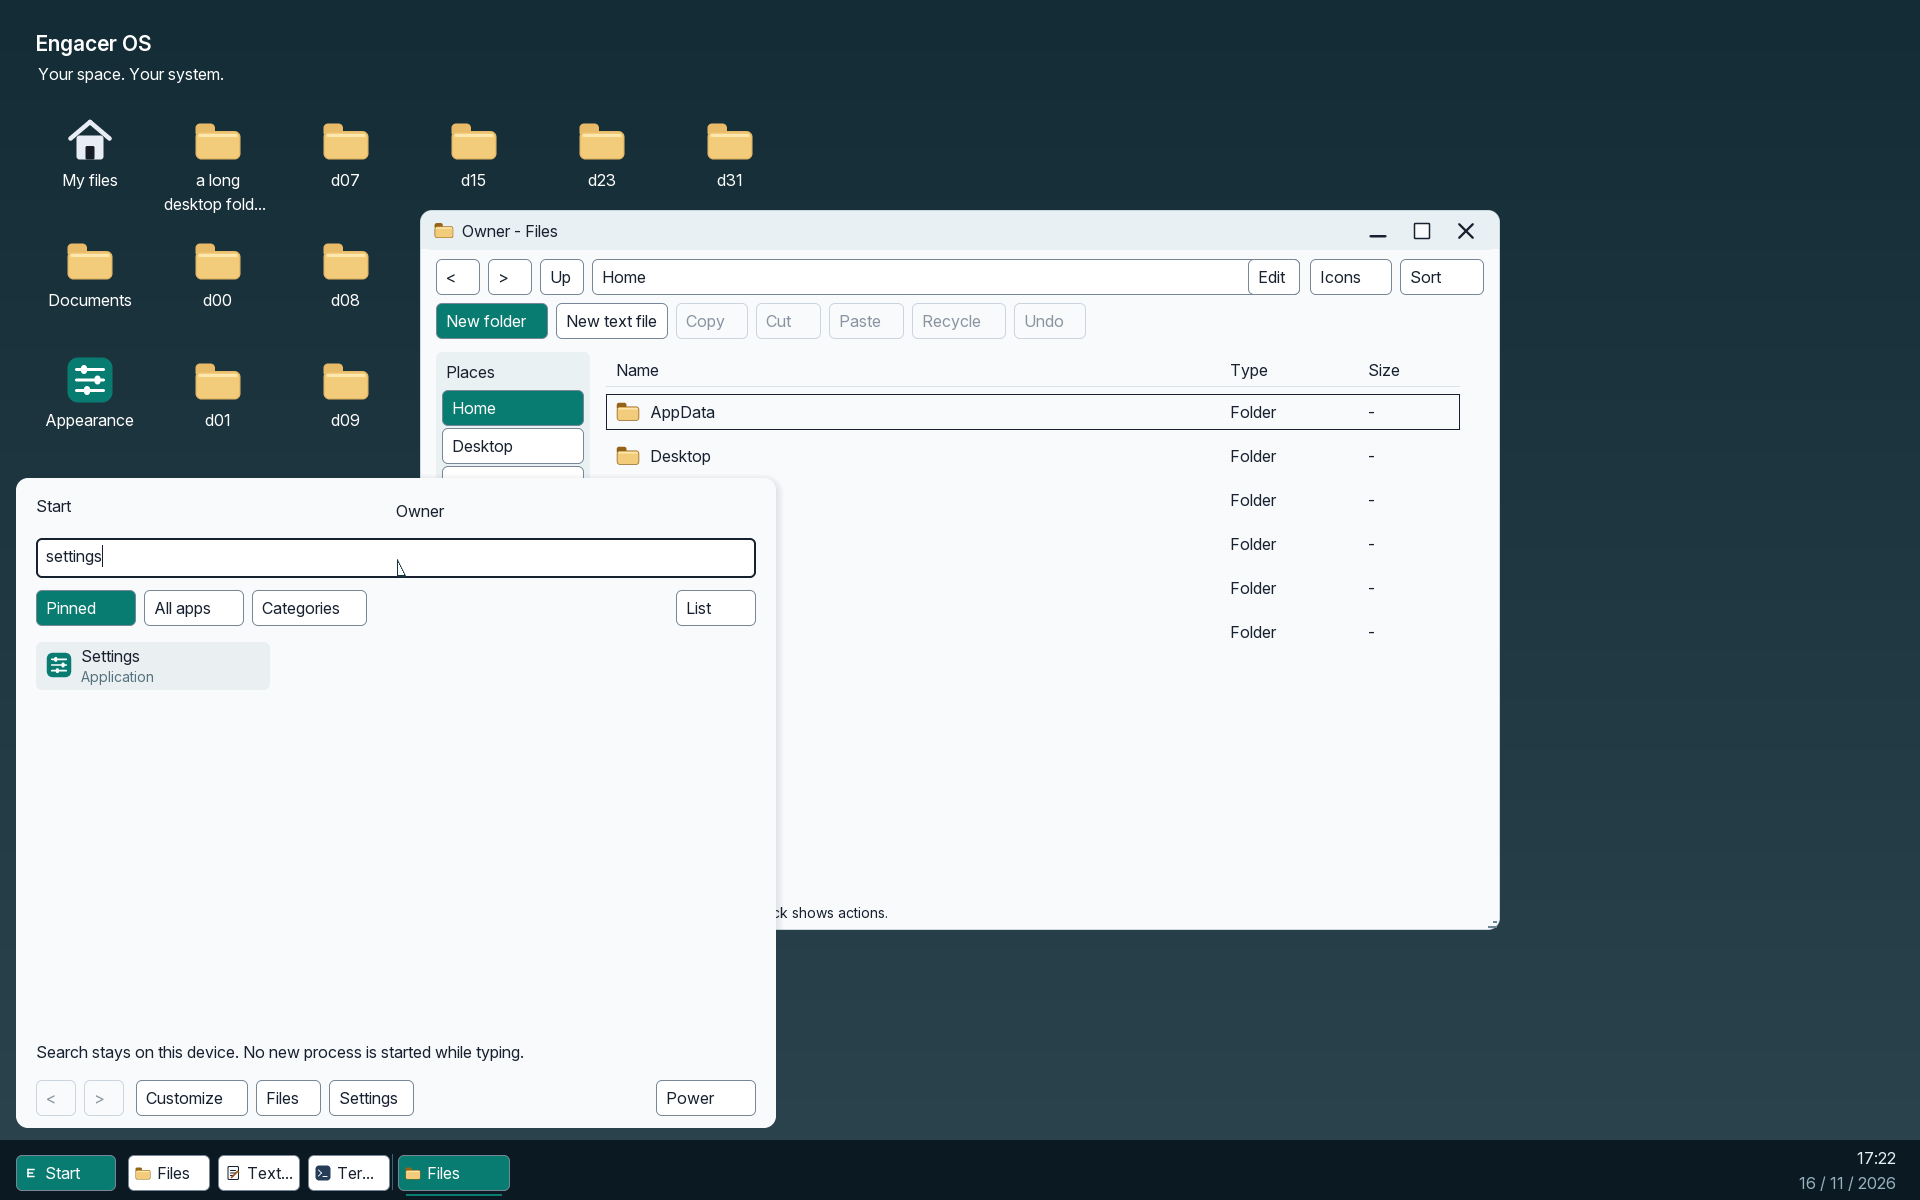 Engacer OS
Your space. Your system.
My files
a long
desktop fold...
d07
d15
d23
d31
Documents
d00
d08
Appearance
d01
d09
Owner - Files
<
>
Up
Home
Edit
Icons
Sort
New folder
New text file
Copy
Cut
Paste
Recycle
Undo
Places
Home
Desktop
Name
Type
Size
AppData
Folder
-
Desktop
Folder
-
Folder
-
Folder
-
Folder
-
Folder
-
ck shows actions.
Start
Owner
settings
Pinned
All apps
Categories
List
Settings
Application
Search stays on this device. No new process is started while typing.
<
>
Customize
Files
Settings
Power
E Start
Files
Text...
Ter...
Files
17:22
16 / 11 / 2026